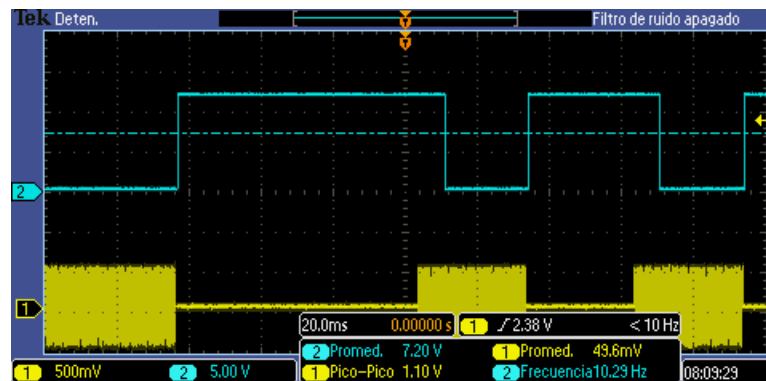 Tek Deten. Filtro de ruido apagado
T
T
2
1
20.0ms 0.00000 s 1 2.38 V < 10 Hz
2 Promed. 7.20 V 1 Promed. 49.6mV
1 Pico-Pico 1.10 V 2 Frecuencia10.29 Hz
1 500mV 2 5.00 V 08:09:29